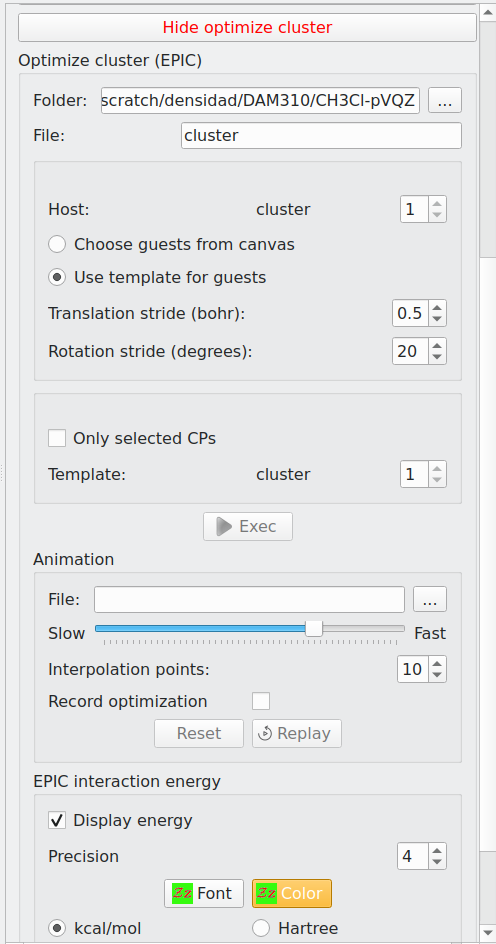 Hide optimize cluster
Optimize cluster (EPIC)
Folder: scratch/densidad/DAM310/CH3Cl-pVQZ ...
File: cluster
Host: cluster 1
Choose guests from canvas
Use template for guests
Translation stride (bohr): 0.5
Rotation stride (degrees): 20
Only selected CPs
Template: cluster 1
Exec
Animation
File: ...
Slow Fast
Interpolation points: 10
Record optimization
Reset Replay
EPIC interaction energy
Display energy
Precision 4
Zz Font Zz Color
kcal/mol Hartree